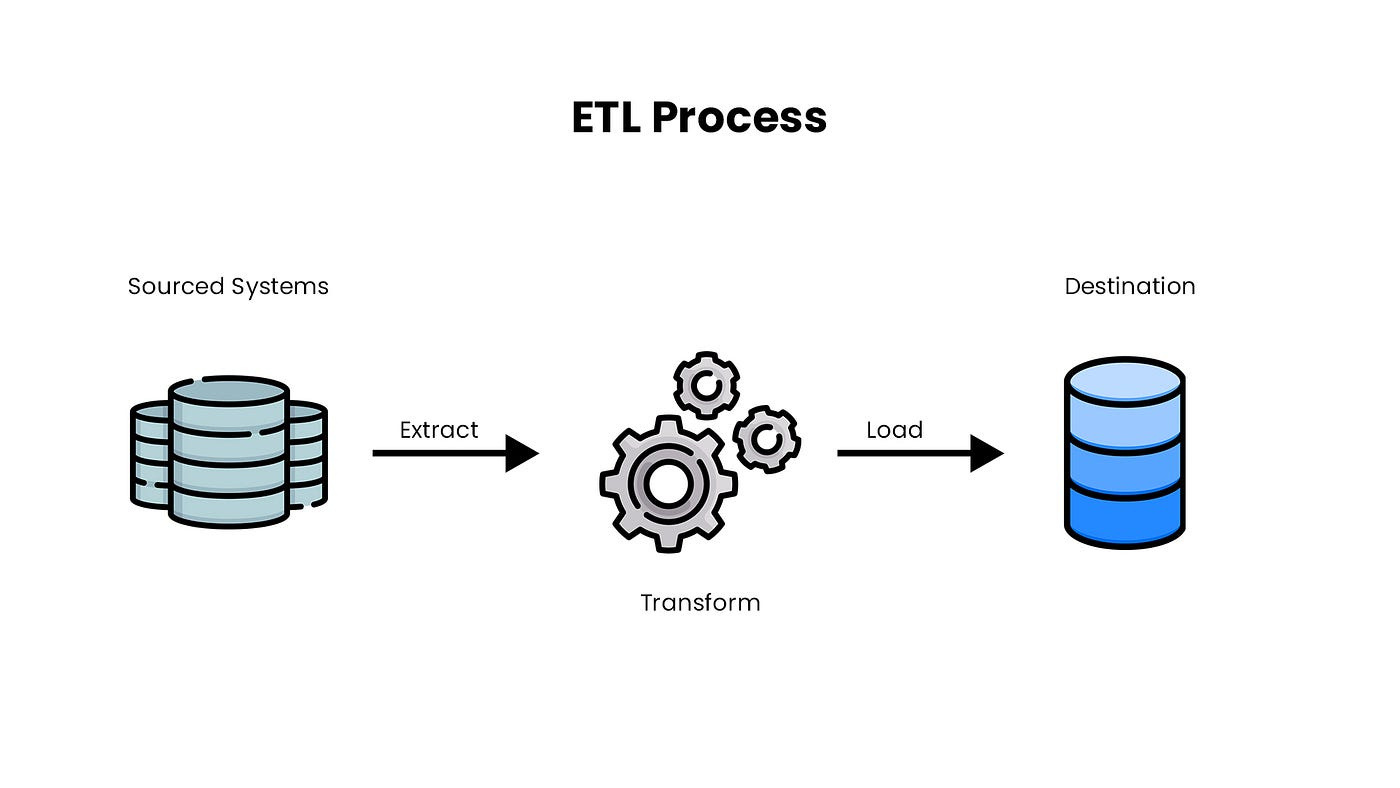 ETL Process
Sourced Systems
Destination
Extract
Load
Transform